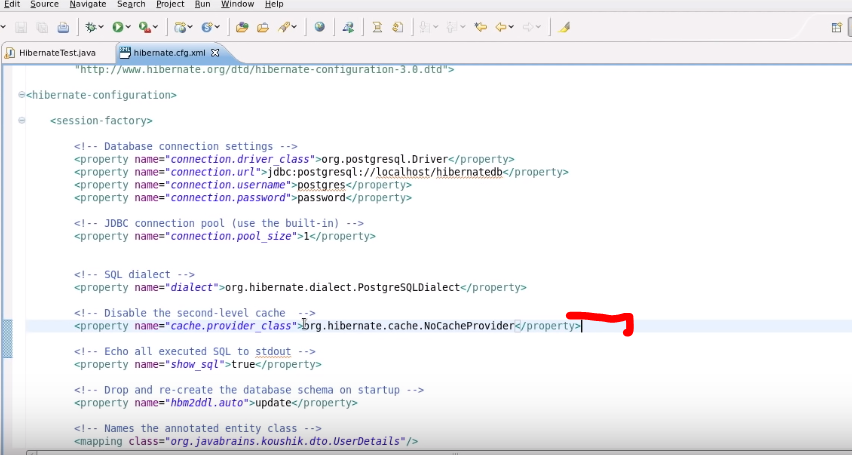 Edit Source Navigate Search Project Run Window Help
HibernateTest.java hibernate.cfg.xml
"http://www.hibernate.org/dtd/hibernate-configuration-3.0.dtd">
<hibernate-configuration>
<session-factory>
<!-- Database connection settings -->
<property name="connection.driver_class">org.postgresql.Driver</property>
<property name="connection.url">jdbc:postgresql://localhost/hibernatedb</property>
<property name="connection.username">postgres</property>
<property name="connection.password">password</property>
<!-- JDBC connection pool (use the built-in) -->
<property name="connection.pool_size">1</property>
<!-- SQL dialect -->
<property name="dialect">org.hibernate.dialect.PostgreSQLDialect</property>
<!-- Disable the second-level cache  -->
<property name="cache.provider_class">org.hibernate.cache.NoCacheProvider</property>
<!-- Echo all executed SQL to stdout -->
<property name="show_sql">true</property>
<!-- Drop and re-create the database schema on startup -->
<property name="hbm2ddl.auto">update</property>
<!-- Names the annotated entity class -->
<mapping class="org.javabrains.koushik.dto.UserDetails"/>